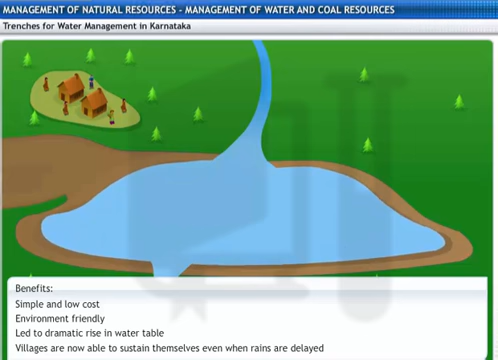 MANAGEMENT OF NATURAL RESOURCES - MANAGEMENT OF WATER AND COAL RESOURCES
Trenches for Water Management in Karnataka
Benefits:
Simple and low cost
Environment friendly
Led to dramatic rise in water table
Villages are now able to sustain themselves even when rains are delayed